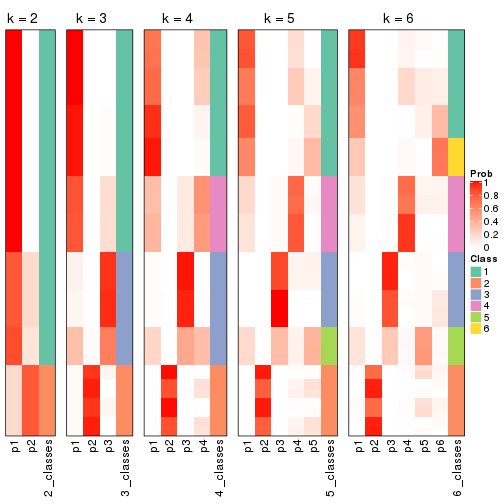 k = 2
k = 3
k = 4
k = 5
k = 6
Prob
1
0.8
0.6
0.4
0.2
0
Class
1
2
3
4
5
6
p1
p2
2_classes
p1
p2
p3
3_classes
p1
p2
p3
p4
4_classes
p1
p2
p3
p4
p5
5_classes
p1
p2
p3
p4
p5
p6
6_classes